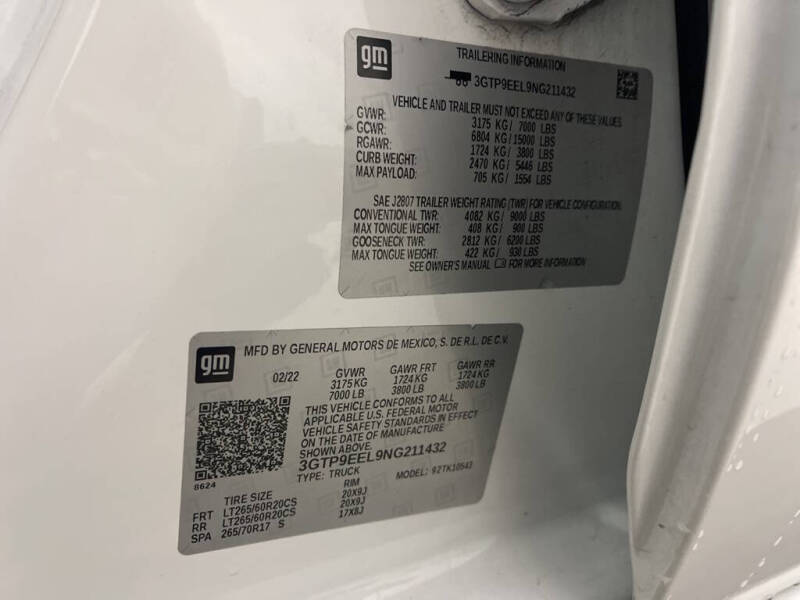 gm
TRAILERING INFORMATION
3GTP9EEL9NG211432
VEHICLE AND TRAILER MUST NOT EXCEED ANY OF THESE VALUES
GVWR: 3175 KG/ 7000 LBS
GCWR: 6804 KG/15000 LBS
RGAWR: 1724 KG/ 3800 LBS
CURB WEIGHT: 2470 KG/ 5446 LBS
MAX PAYLOAD: 705 KG/ 1554 LBS
SAE J2807 TRAILER WEIGHT RATING (TWR) FOR VEHICLE CONFIGURATION.
CONVENTIONAL TWR: 4082 KG/ 9000 LBS
MAX TONGUE WEIGHT: 408 KG/ 900 LBS
GOOSENECK TWR: 2812 KG/ 6200 LBS
MAX TONGUE WEIGHT: 422 KG/ 930 LBS
SEE OWNER'S MANUAL FOR MORE INFORMATION
gm
MFD BY GENERAL MOTORS DE MEXICO, S. DE R.L. DE C.V.
02/22 GVWR GAWR FRT GAWR RR
3175 KG 1724 KG 1724 KG
7000 LB 3800 LB 3800 LB
THIS VEHICLE CONFORMS TO ALL
APPLICABLE U.S. FEDERAL MOTOR
VEHICLE SAFETY STANDARDS IN EFFECT
ON THE DATE OF MANUFACTURE
SHOWN ABOVE.
3GTP9EEL9NG211432
8624 TYPE: TRUCK MODEL: 92TK10543
TIRE SIZE RIM
FRT LT265/60R20CS 20X9J
RR LT265/60R20CS 20X9J
SPA 265/70R17 S 17X8J